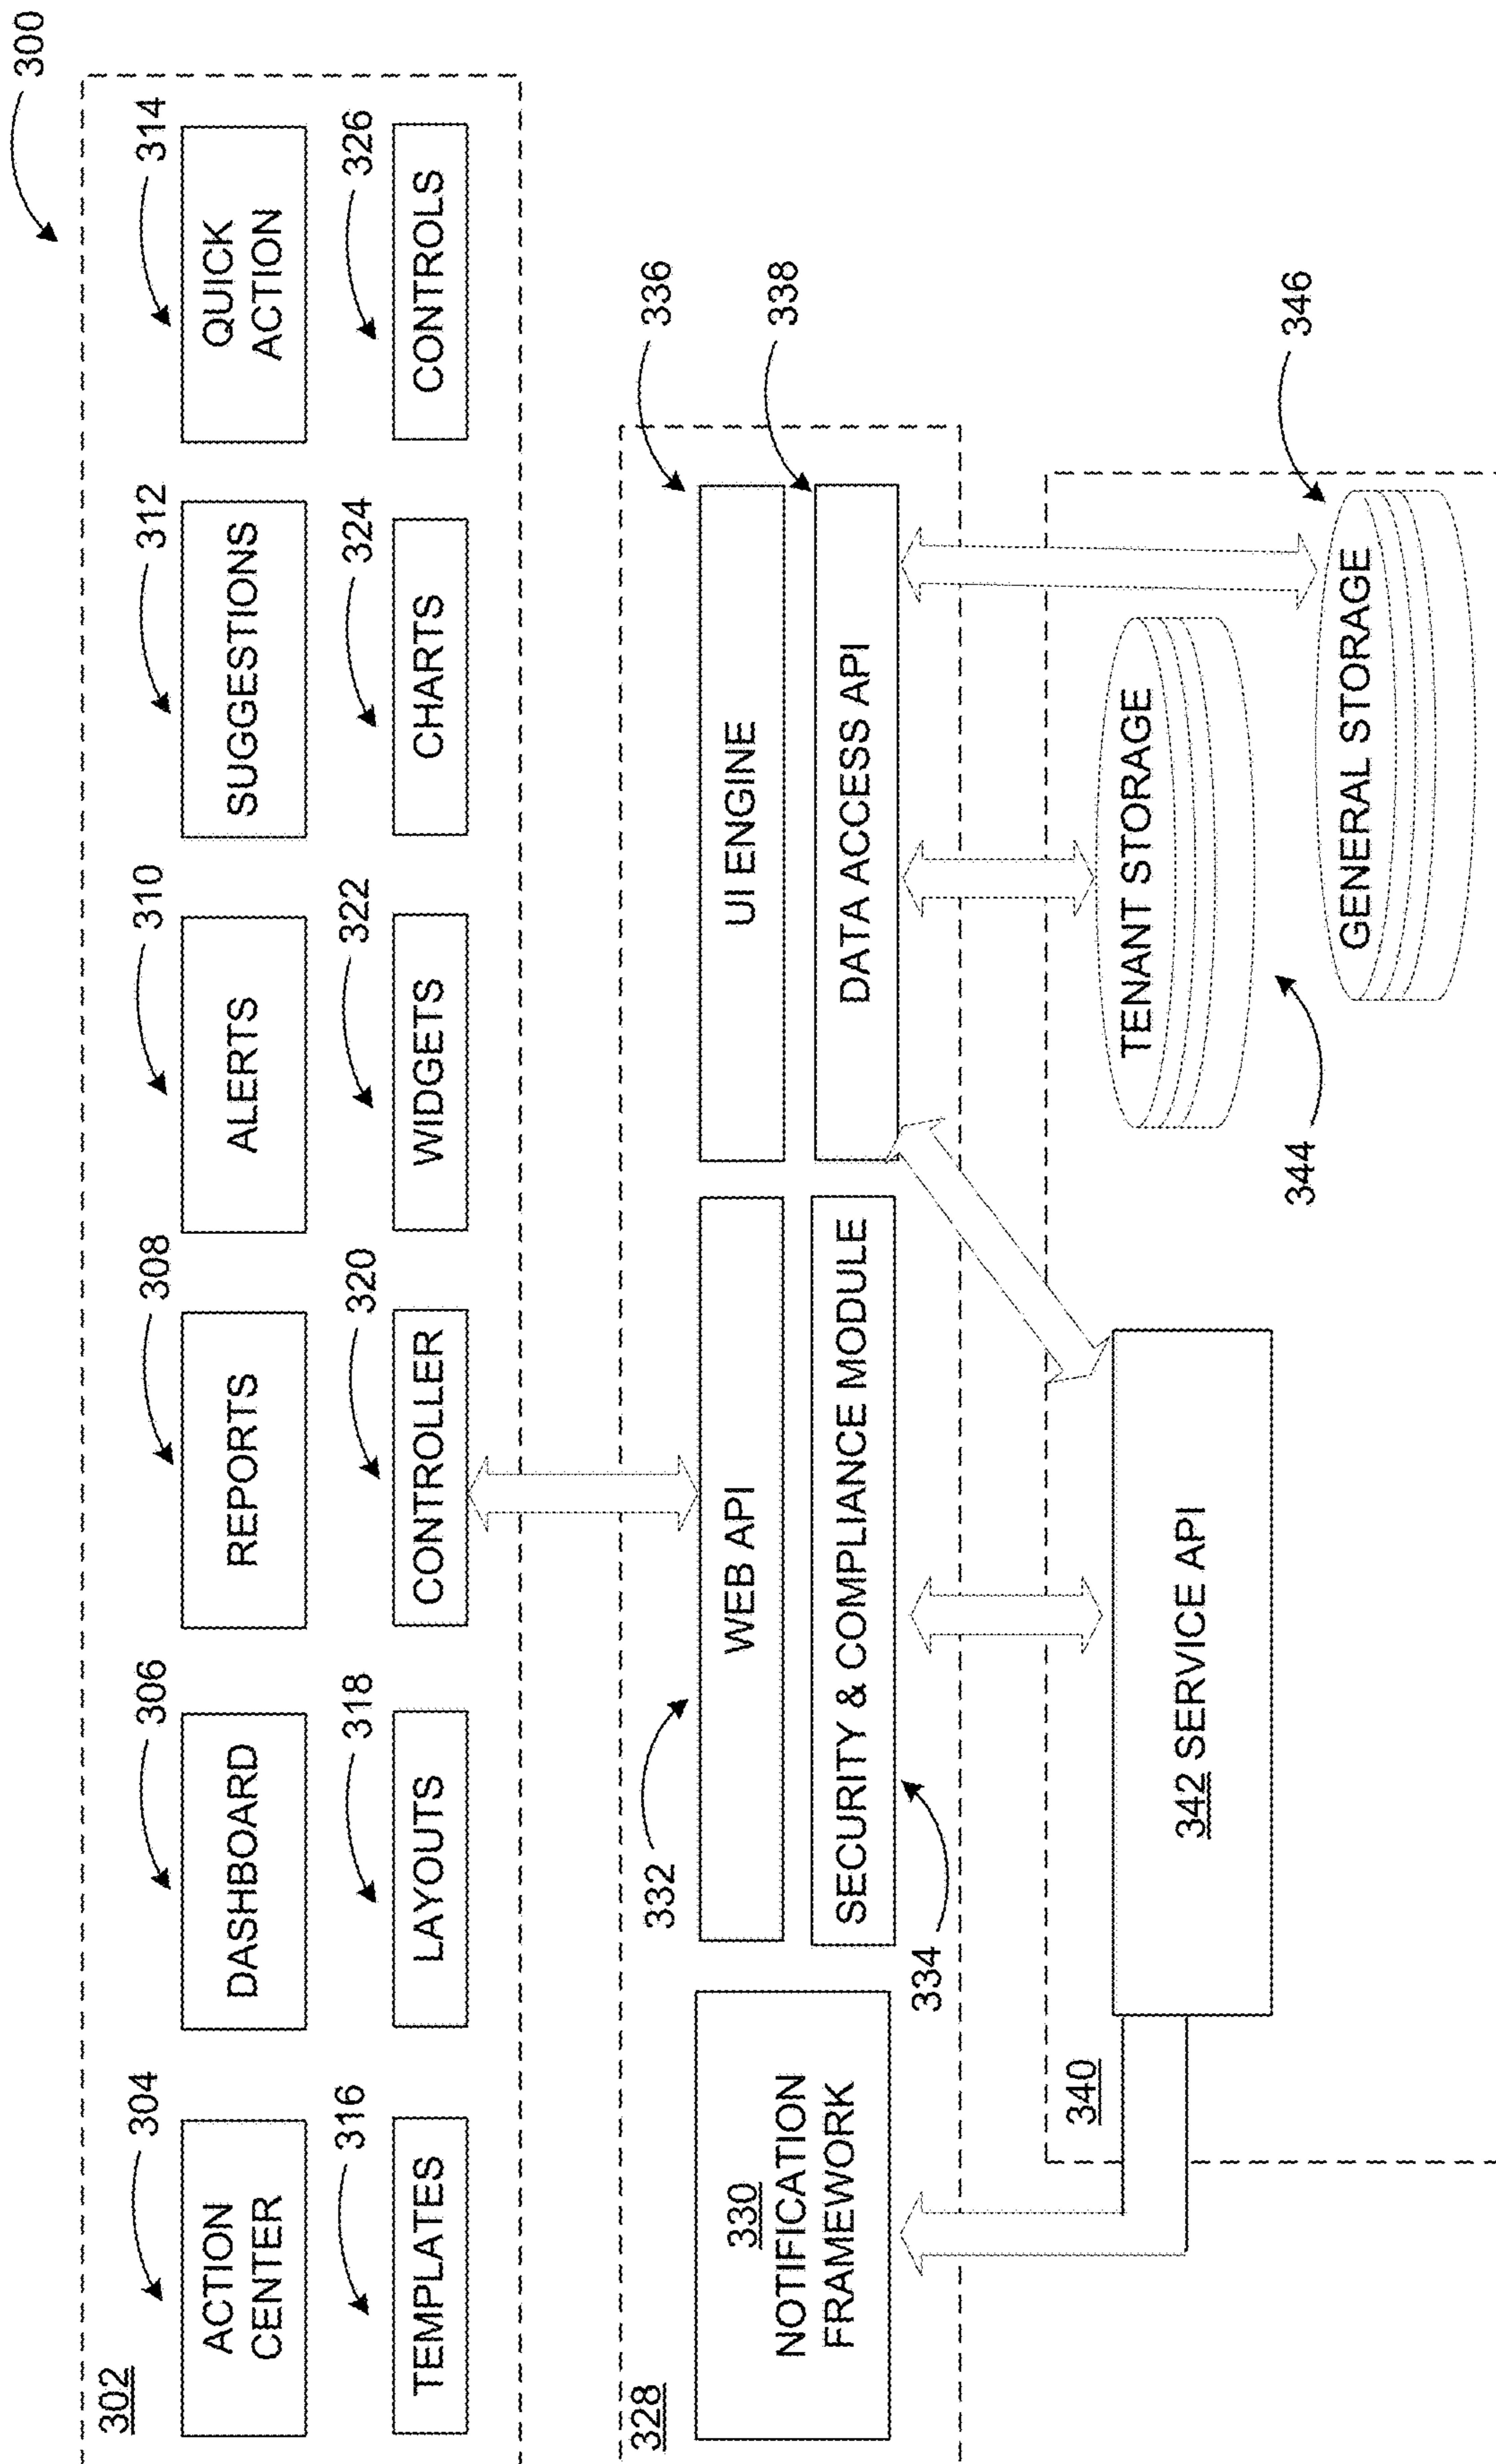 300
302
304
306
308
310
312
314
ACTION
CENTER
DASHBOARD
REPORTS
ALERTS
SUGGESTIONS
QUICK
ACTION
316
318
320
322
324
326
TEMPLATES
LAYOUTS
CONTROLLER
WIDGETS
CHARTS
CONTROLS
328
332
336
330
NOTIFICATION
FRAMEWORK
WEB API
UI ENGINE
338
SECURITY & COMPLIANCE MODULE
DATA ACCESS API
334
340
342 SERVICE API
TENANT STORAGE
344
GENERAL STORAGE
346